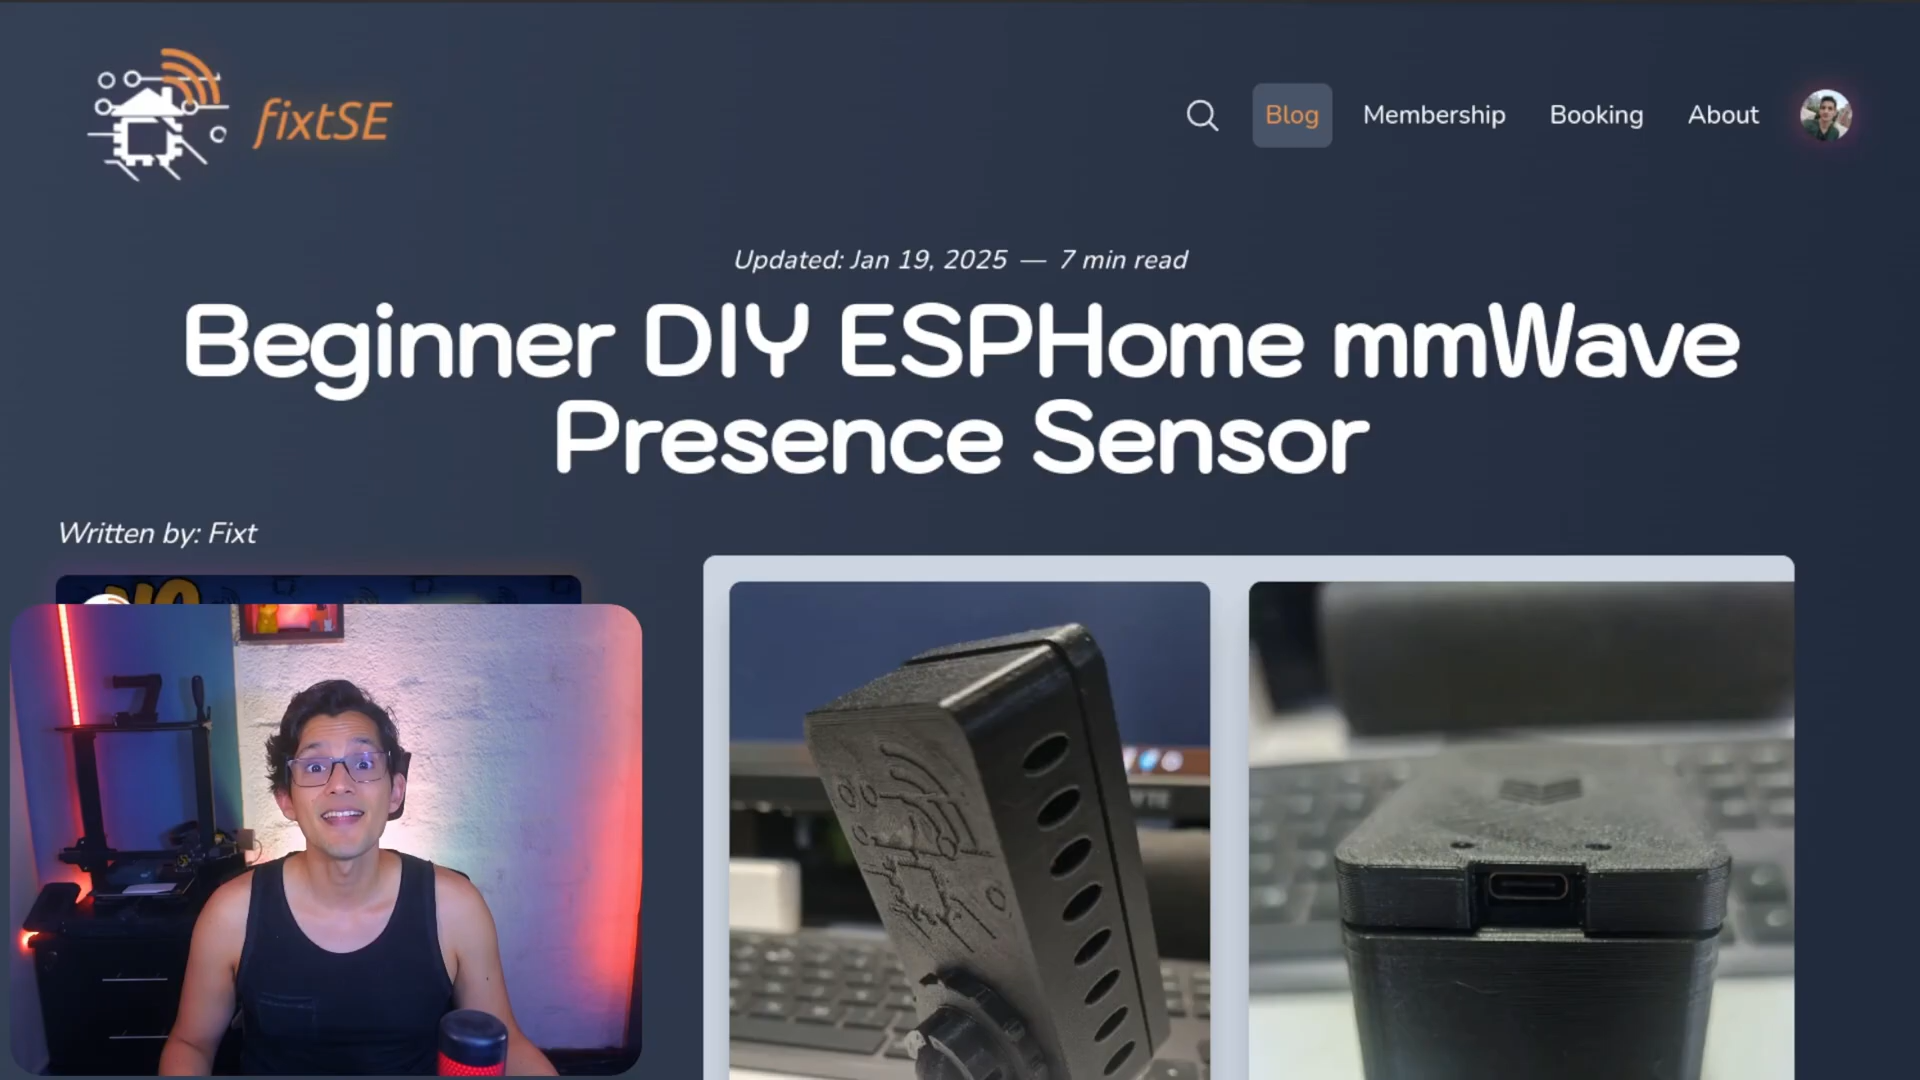 fixtSE
Blog
Membership
Booking
About
Updated: Jan 19, 2025 — 7 min read
Beginner DIY ESPHome mmWave
Presence Sensor
Written by: Fixt
NO